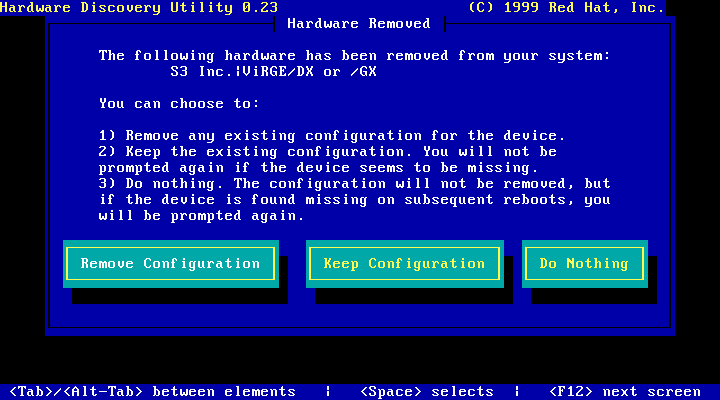 Hardware Discovery Utility 0.23 (C) 1999 Red Hat, Inc.
Hardware Removed
The following hardware has been removed from your system:
S3 Inc.|ViRGE/DX or /GX
You can choose to:
1) Remove any existing configuration for the device.
2) Keep the existing configuration. You will not be
prompted again if the device seems to be missing.
3) Do nothing. The configuration will not be removed, but
if the device is found missing on subsequent reboots, you
will be prompted again.
Remove Configuration Keep Configuration Do Nothing
<Tab>/<Alt-Tab> between elements | <Space> selects | <F12> next screen